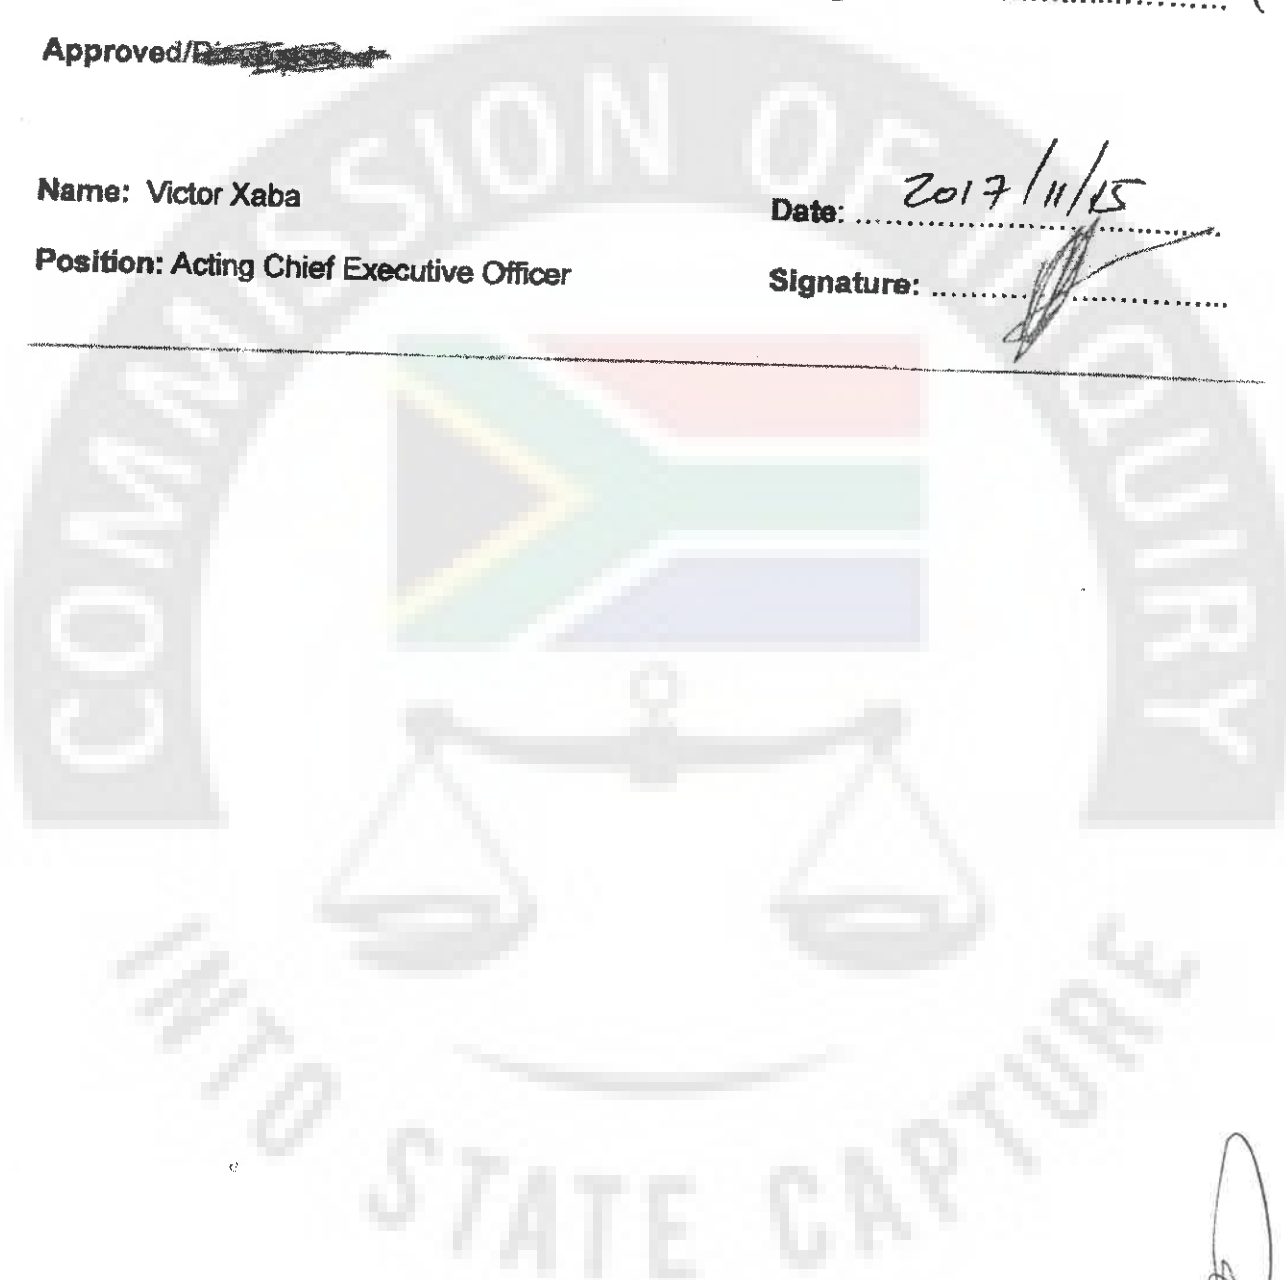 Approved/
Name: Victor Xaba
Date: 2017/11/15
Position: Acting Chief Executive Officer
Signature:
COMMISSION OF INQUIRY
INTO STATE CAPTURE